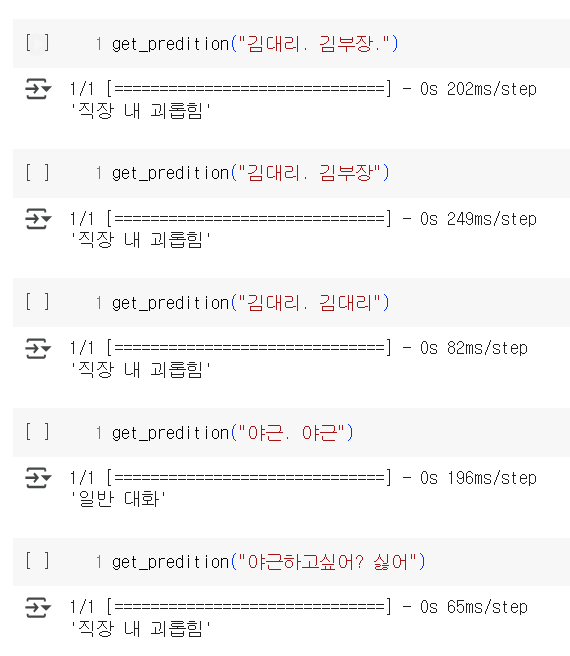 [ ] 1 get_predition("김대리. 김부장.")
1/1 [==============================] - 0s 202ms/step
'직장 내 괴롭힘'
[ ] 1 get_predition("김대리. 김부장")
1/1 [==============================] - 0s 249ms/step
'직장 내 괴롭힘'
[ ] 1 get_predition("김대리. 김대리")
1/1 [==============================] - 0s 82ms/step
'직장 내 괴롭힘'
[ ] 1 get_predition("야근. 야근")
1/1 [==============================] - 0s 196ms/step
'일반 대화'
[ ] 1 get_predition("야근하고싶어? 싫어")
1/1 [==============================] - 0s 65ms/step
'직장 내 괴롭힘'